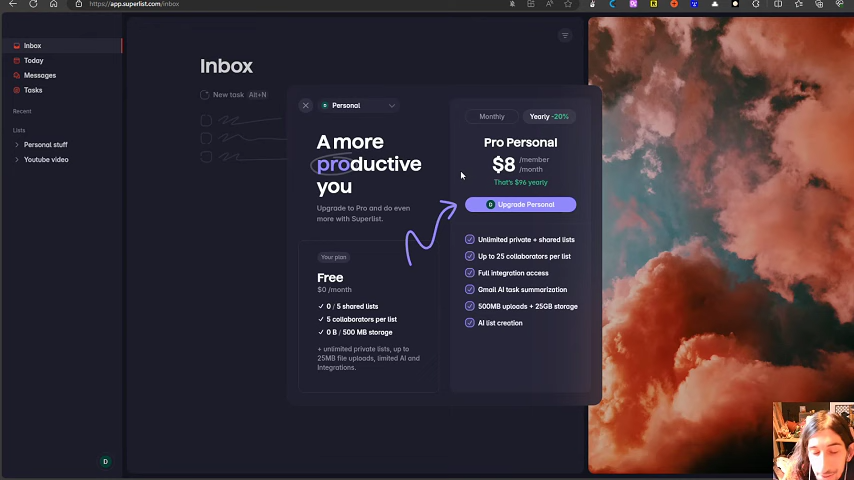 https://app.superlist.com/inbox
Inbox
Today
Messages
Tasks
Recent
Lists
Personal stuff
Youtube video
D
Inbox
New task Alt+N
D Personal
A more
productive
you
Upgrade to Pro and do even
more with Superlist.
Your plan
Free
$0 /month
0 / 5 shared lists
5 collaborators per list
0 B / 500 MB storage
+ unlimited private lists, up to
25MB file uploads, limited AI and
Integrations.
Monthly
Yearly -20%
Pro Personal
$8 /member
/month
That's $96 yearly
D Upgrade Personal
Unlimited private + shared lists
Up to 25 collaborators per list
Full integration access
Gmail AI task summarization
500MB uploads + 25GB storage
AI list creation